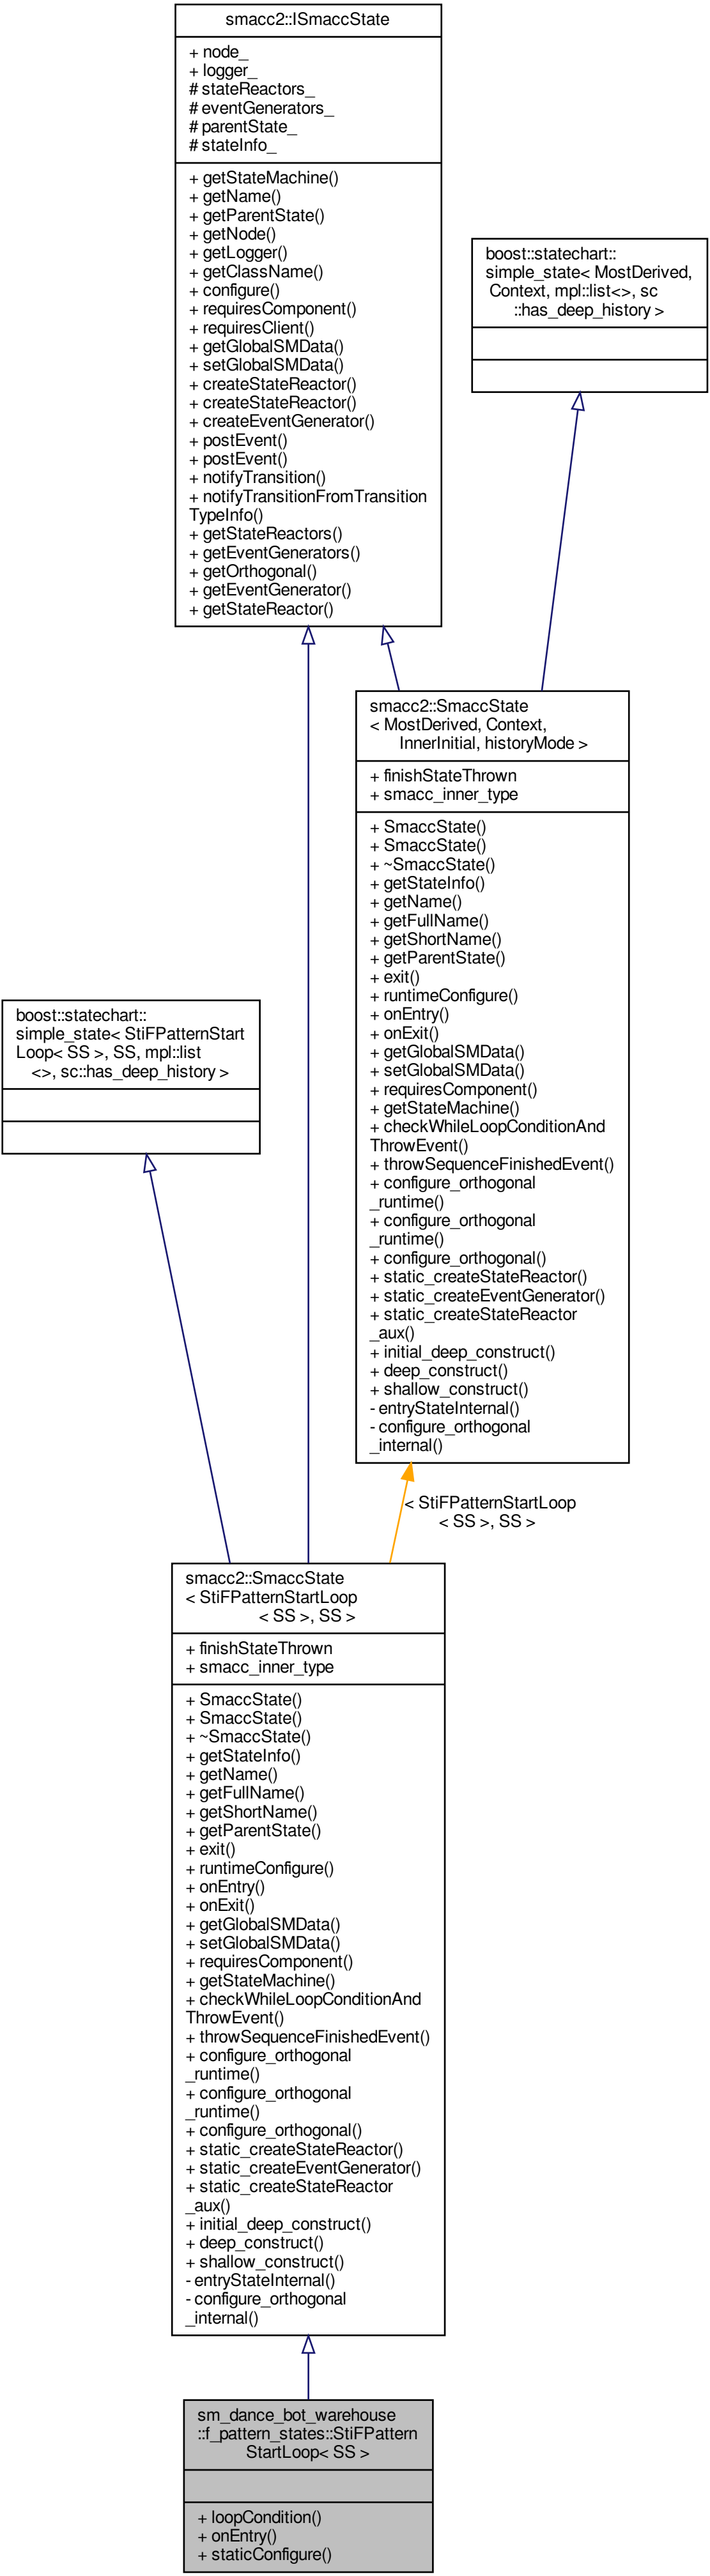 smacc2::ISmaccState
+ node_
+ logger_
# stateReactors_
# eventGenerators_
# parentState_
# stateInfo_
+ getStateMachine()
+ getName()
+ getParentState()
+ getNode()
+ getLogger()
+ getClassName()
+ configure()
+ requiresComponent()
+ requiresClient()
+ getGlobalSMData()
+ setGlobalSMData()
+ createStateReactor()
+ createStateReactor()
+ createEventGenerator()
+ postEvent()
+ postEvent()
+ notifyTransition()
+ notifyTransitionFromTransition
TypeInfo()
+ getStateReactors()
+ getEventGenerators()
+ getOrthogonal()
+ getEventGenerator()
+ getStateReactor()
boost::statechart::
simple_state< MostDerived,
Context, mpl::list<>, sc
::has_deep_history >
smacc2::SmaccState
< MostDerived, Context,
InnerInitial, historyMode >
+ finishStateThrown
+ smacc_inner_type
+ SmaccState()
+ SmaccState()
+ ~SmaccState()
+ getStateInfo()
+ getName()
+ getFullName()
+ getShortName()
+ getParentState()
+ exit()
+ runtimeConfigure()
+ onEntry()
+ onExit()
+ getGlobalSMData()
+ setGlobalSMData()
+ requiresComponent()
+ getStateMachine()
+ checkWhileLoopConditionAnd
ThrowEvent()
+ throwSequenceFinishedEvent()
+ configure_orthogonal
_runtime()
+ configure_orthogonal
_runtime()
+ configure_orthogonal()
+ static_createStateReactor()
+ static_createEventGenerator()
+ static_createStateReactor
_aux()
+ initial_deep_construct()
+ deep_construct()
+ shallow_construct()
- entryStateInternal()
- configure_orthogonal
_internal()
boost::statechart::
simple_state< StiFPatternStart
Loop< SS >, SS, mpl::list
<>, sc::has_deep_history >
< StiFPatternStartLoop
< SS >, SS >
smacc2::SmaccState
< StiFPatternStartLoop
< SS >, SS >
+ finishStateThrown
+ smacc_inner_type
+ SmaccState()
+ SmaccState()
+ ~SmaccState()
+ getStateInfo()
+ getName()
+ getFullName()
+ getShortName()
+ getParentState()
+ exit()
+ runtimeConfigure()
+ onEntry()
+ onExit()
+ getGlobalSMData()
+ setGlobalSMData()
+ requiresComponent()
+ getStateMachine()
+ checkWhileLoopConditionAnd
ThrowEvent()
+ throwSequenceFinishedEvent()
+ configure_orthogonal
_runtime()
+ configure_orthogonal
_runtime()
+ configure_orthogonal()
+ static_createStateReactor()
+ static_createEventGenerator()
+ static_createStateReactor
_aux()
+ initial_deep_construct()
+ deep_construct()
+ shallow_construct()
- entryStateInternal()
- configure_orthogonal
_internal()
sm_dance_bot_warehouse
::f_pattern_states::StiFPattern
StartLoop< SS >
+ loopCondition()
+ onEntry()
+ staticConfigure()